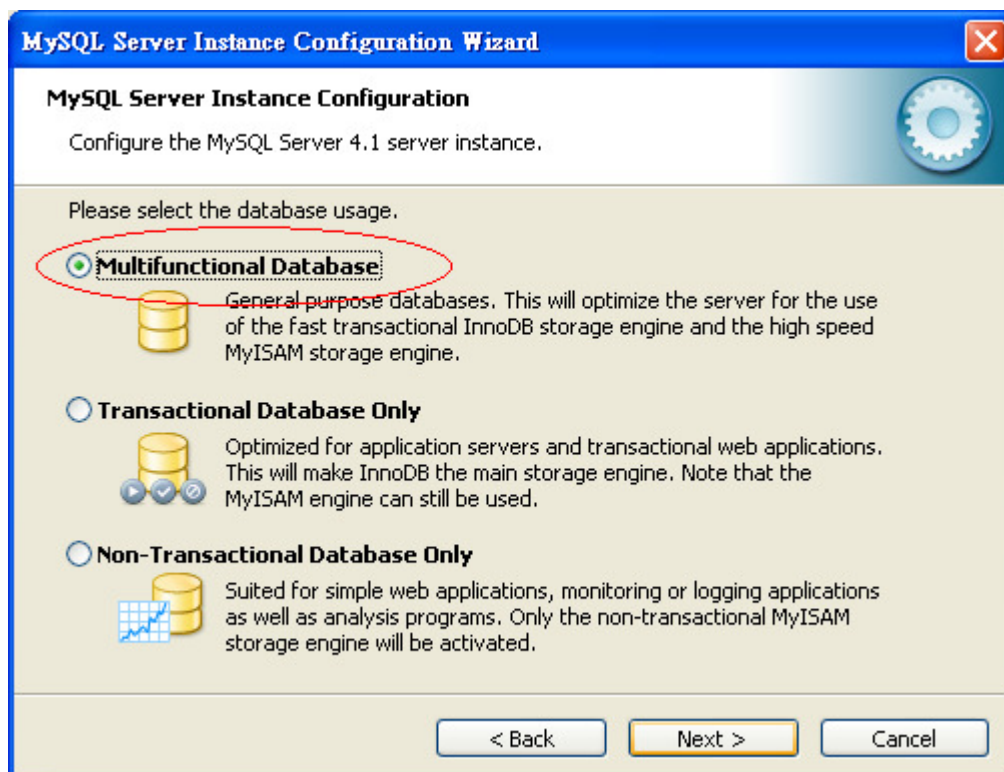 MySQL Server Instance Configuration Wizard
MySQL Server Instance Configuration
Configure the MySQL Server 4.1 server instance.
Please select the database usage.
Multifunctional Database
General purpose databases. This will optimize the server for the use
of the fast transactional InnoDB storage engine and the high speed
MyISAM storage engine.
Transactional Database Only
Optimized for application servers and transactional web applications.
This will make InnoDB the main storage engine. Note that the
MyISAM engine can still be used.
Non-Transactional Database Only
Suited for simple web applications, monitoring or logging applications
as well as analysis programs. Only the non-transactional MyISAM
storage engine will be activated.
< Back Next > Cancel